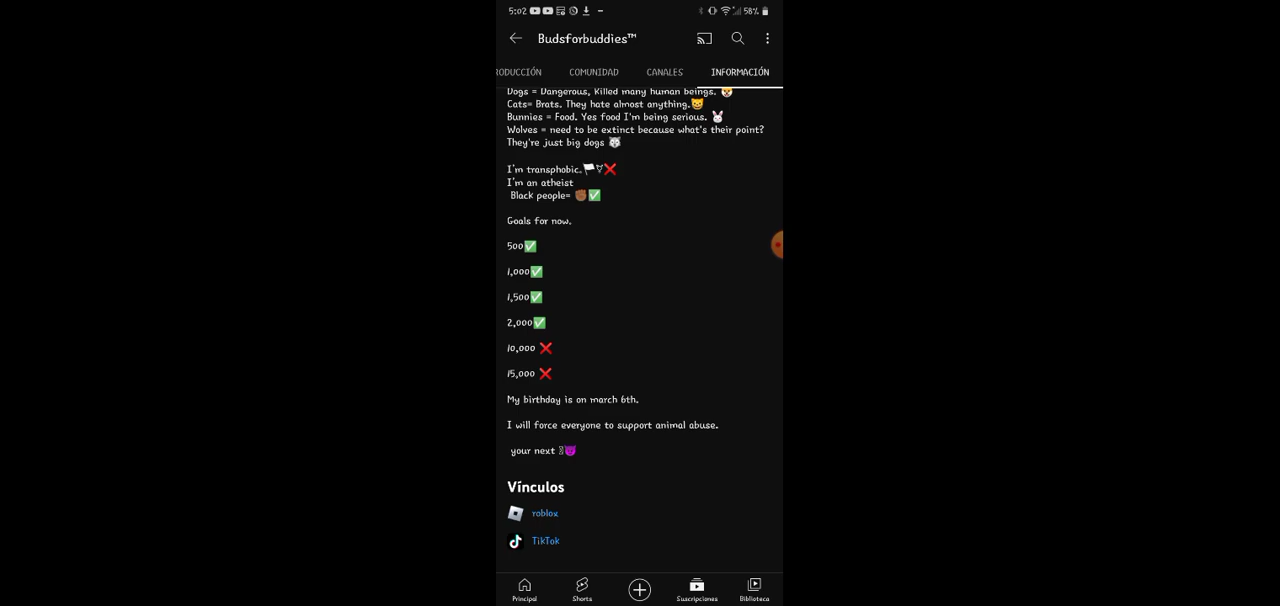 5:02 58%
Budsforbuddies™
RODUCCIÓN COMUNIDAD CANALES INFORMACIÓN
Dogs = Dangerous, Killed many human beings. 🐶
Cats= Brats. They hate almost anything.😺
Bunnies = Food. Yes food I'm being serious. 🐰
Wolves = need to be extinct because what's their point?
They're just big dogs 🐺
I'm transphobic.🏳⚧❌
I'm an atheist
Black people= ✊🏾✅
Goals for now.
500✅
1,000✅
1,500✅
2,000✅
10,000 ❌
15,000 ❌
My birthday is on march 6th.
I will force everyone to support animal abuse.
your next 😈
Vínculos
roblox
TikTok
Principal Shorts Suscripciones Biblioteca